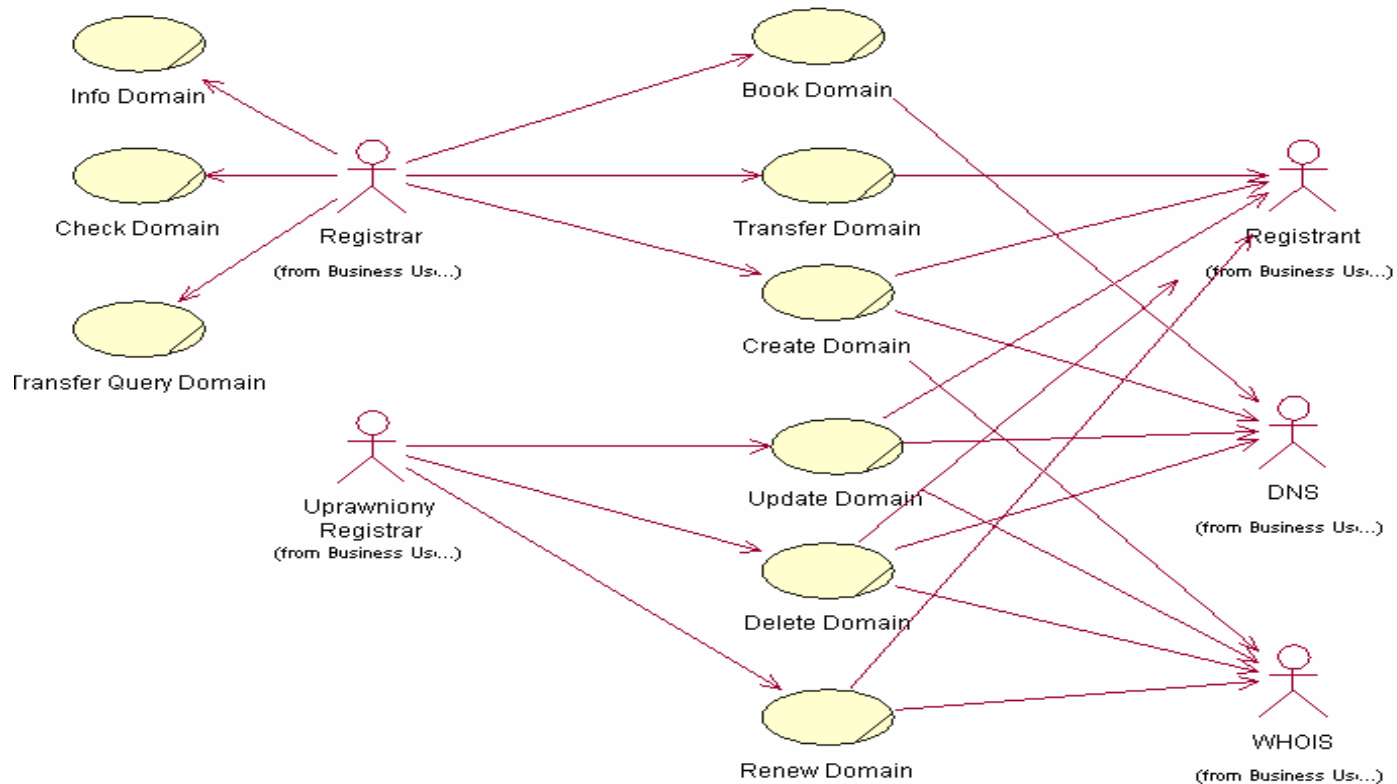 Info Domain
Book Domain
Check Domain
Registrar
(from Business Us...)
Transfer Domain
Registrant
(from Business Us...)
Create Domain
Transfer Query Domain
Uprawniony
Registrar
(from Business Us...)
Update Domain
DNS
(from Business Us...)
Delete Domain
WHOIS
(from Business Us...)
Renew Domain